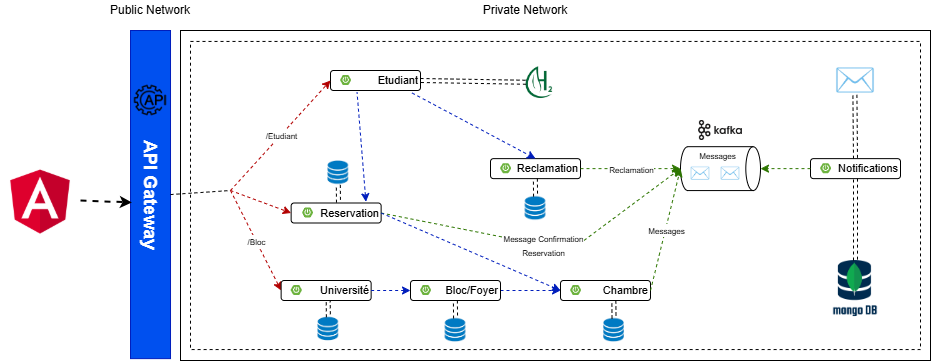 Public Network
Private Network
API
API Gateway
/Etudiant
Etudiant
H2
kafka
Messages
Reclamation
Reclamation
Notifications
Reservation
Message Confirmation
Reservation
Messages
/Bloc
Université
Bloc/Foyer
Chambre
mongo DB